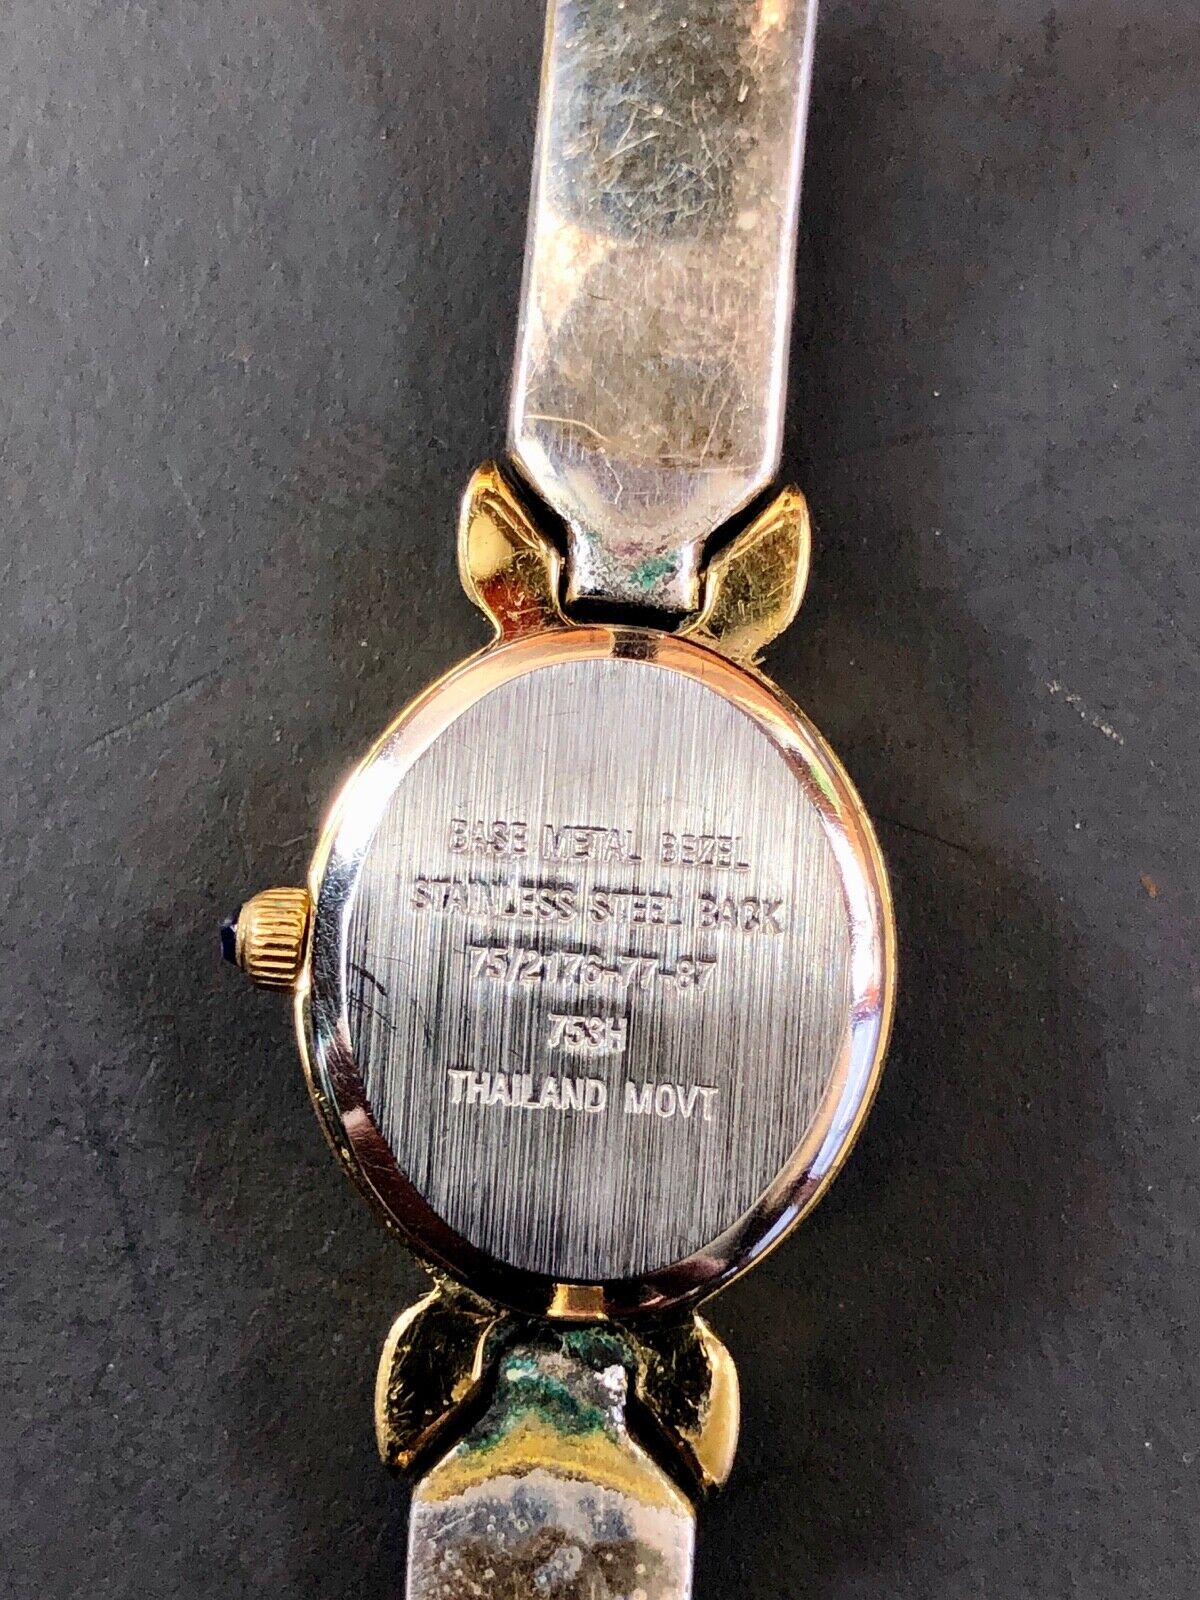 BASE METAL BEZEL
STAINLESS STEEL BACK
75/2176-77-87
753H
THAILAND MOVT